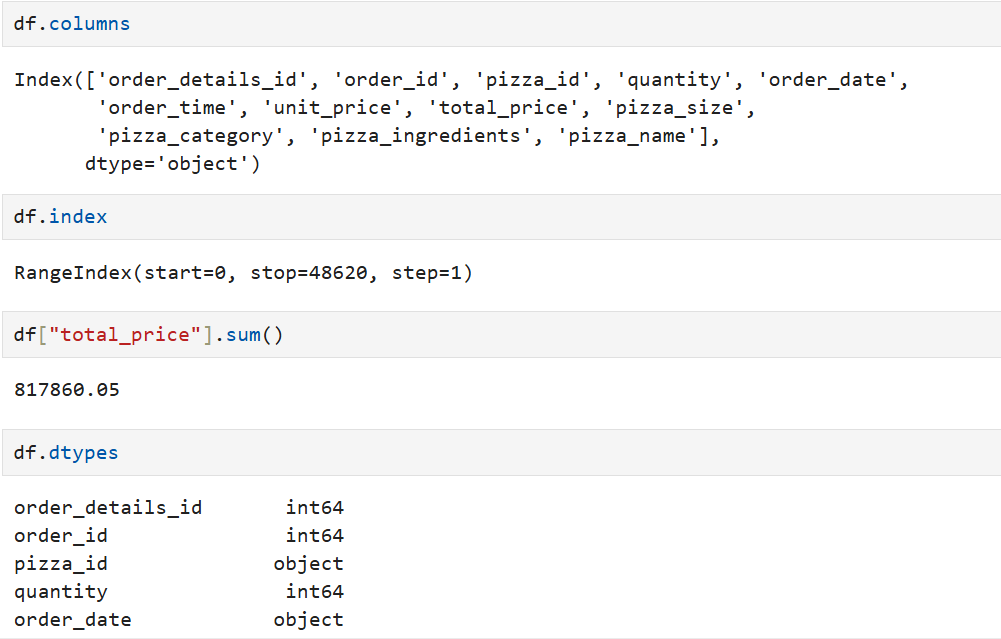 df.columns
Index(['order_details_id', 'order_id', 'pizza_id', 'quantity', 'order_date',
'order_time', 'unit_price', 'total_price', 'pizza_size',
'pizza_category', 'pizza_ingredients', 'pizza_name'],
dtype='object')
df.index
RangeIndex(start=0, stop=48620, step=1)
df["total_price"].sum()
817860.05
df.dtypes
order_details_id int64
order_id int64
pizza_id object
quantity int64
order_date object